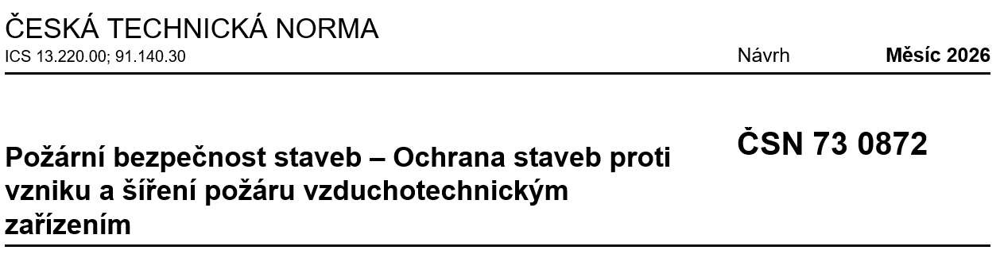 ČESKÁ TECHNICKÁ NORMA
ICS 13.220.00; 91.140.30
Návrh
Měsíc 2026
Požární bezpečnost staveb – Ochrana staveb proti
vzniku a šíření požáru vzduchotechnickým
zařízením
ČSN 73 0872